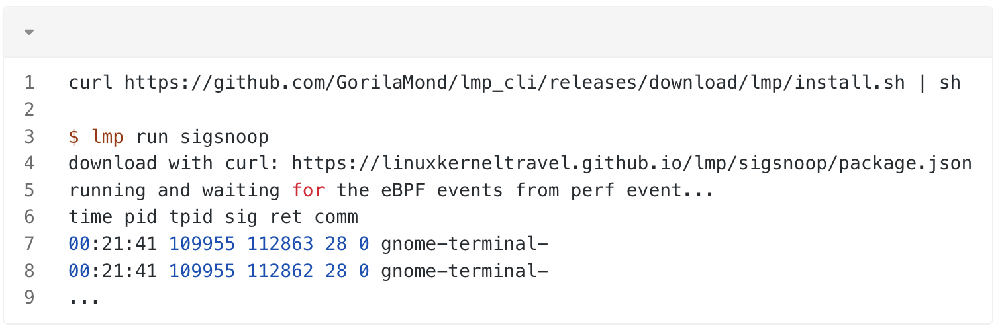 1 curl https://github.com/GorilaMond/lmp_cli/releases/download/lmp/install.sh | sh
2
3 $ lmp run sigsnoop
4 download with curl: https://linuxkerneltravel.github.io/lmp/sigsnoop/package.json
5 running and waiting for the eBPF events from perf event...
6 time pid tpid sig ret comm
7 00:21:41 109955 112863 28 0 gnome-terminal-
8 00:21:41 109955 112862 28 0 gnome-terminal-
9 ...